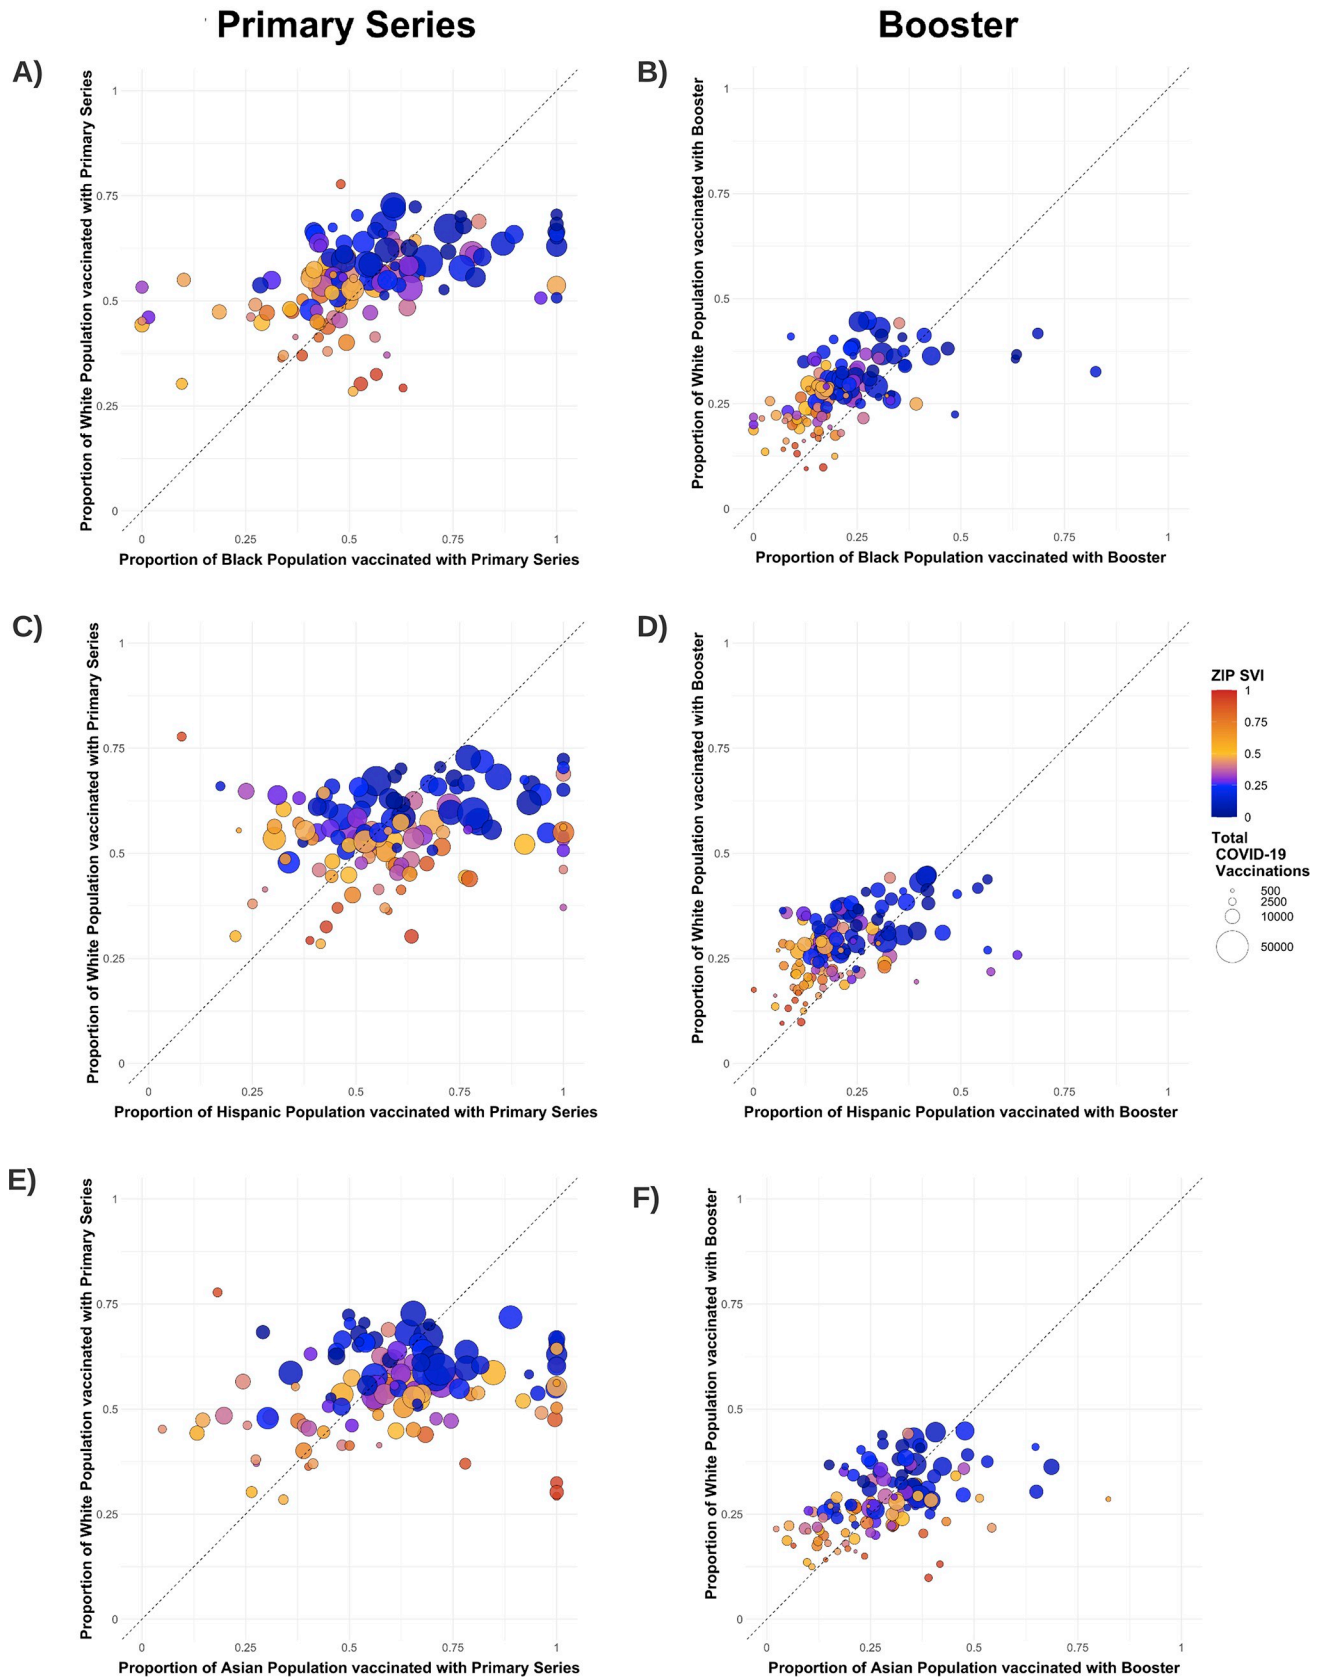 Primary Series
Booster
A)
Proportion of White Population vaccinated with Primary Series
1
0.75
0.5
0.25
0
0
0.25
0.5
0.75
1
Proportion of Black Population vaccinated with Primary Series
B)
Proportion of White Population vaccinated with Booster
1
0.75
0.5
0.25
0
0
0.25
0.5
0.75
1
Proportion of Black Population vaccinated with Booster
C)
Proportion of White Population vaccinated with Primary Series
1
0.75
0.5
0.25
0
0
0.25
0.5
0.75
1
Proportion of Hispanic Population vaccinated with Primary Series
D)
Proportion of White Population vaccinated with Booster
1
0.75
0.5
0.25
0
0
0.25
0.5
0.75
1
Proportion of Hispanic Population vaccinated with Booster
ZIP SVI
1
0.75
0.5
0.25
0
Total
COVID-19
Vaccinations
500
2500
10000
50000
E)
Proportion of White Population vaccinated with Primary Series
1
0.75
0.5
0.25
0
0
0.25
0.5
0.75
1
Proportion of Asian Population vaccinated with Primary Series
F)
Proportion of White Population vaccinated with Booster
1
0.75
0.5
0.25
0
0
0.25
0.5
0.75
1
Proportion of Asian Population vaccinated with Booster